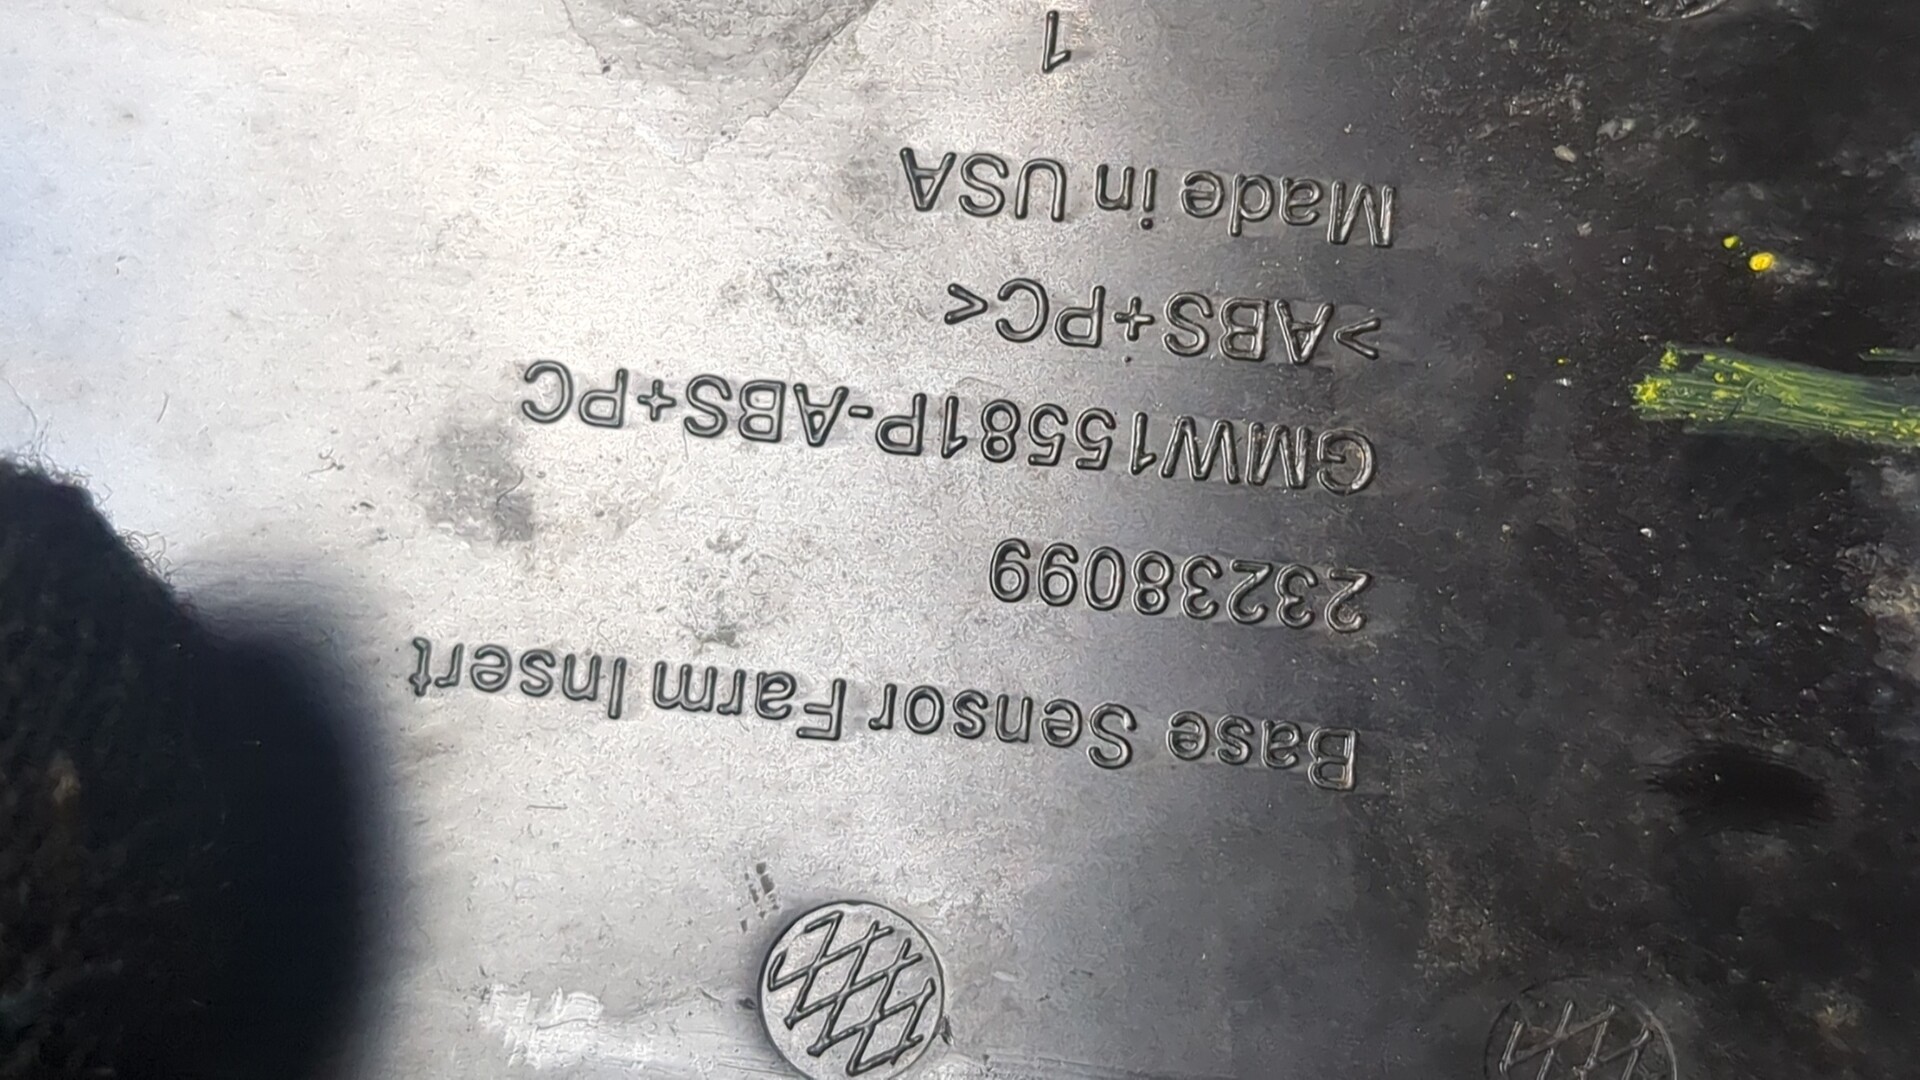 Base Sensor Farm Insert
23238099
GMW15581P-ABS+PC
>ABS+PC<
Made in USA
1